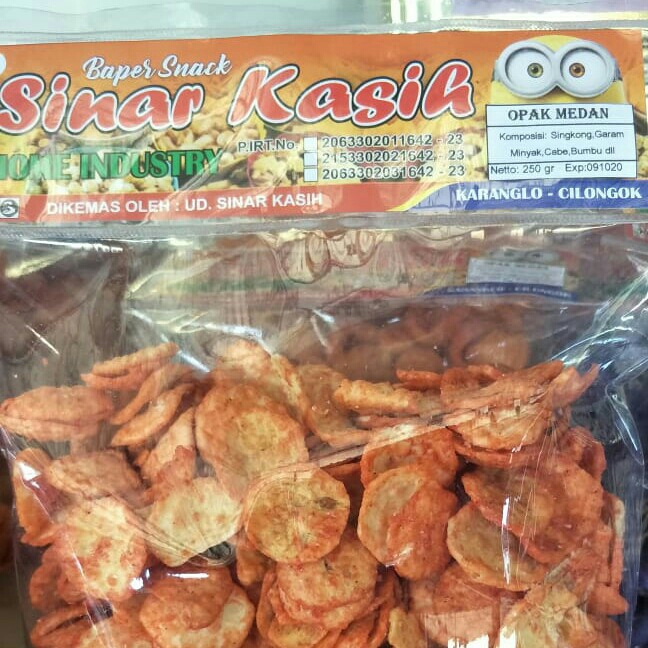 Baper Snack
Sinar Kasih
HOME INDUSTRY
P.IRT.No.
2063302011642 - 23
2153302021642 - 23
2063302031642 - 23
DIKEMAS OLEH : UD. SINAR KASIH
OPAK MEDAN
Komposisi: Singkong,Garam
Minyak,Cabe,Bumbu dll
Netto: 250 gr Exp:091020
KARANGLO - CILONGOK